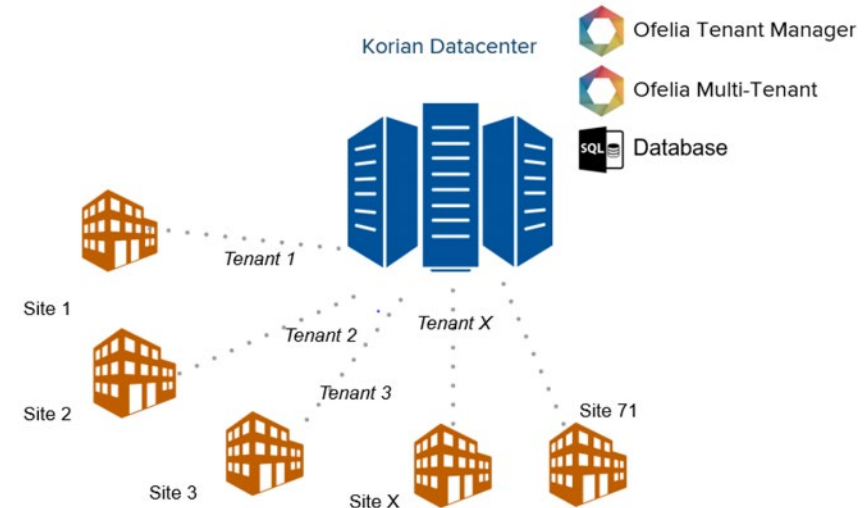 Korian Datacenter
Ofelia Tenant Manager
Ofelia Multi-Tenant
SQL
Database
Tenant 1
Site 1
Tenant 2
Tenant X
Site 2
Tenant 3
Site 71
Site 3
Site X